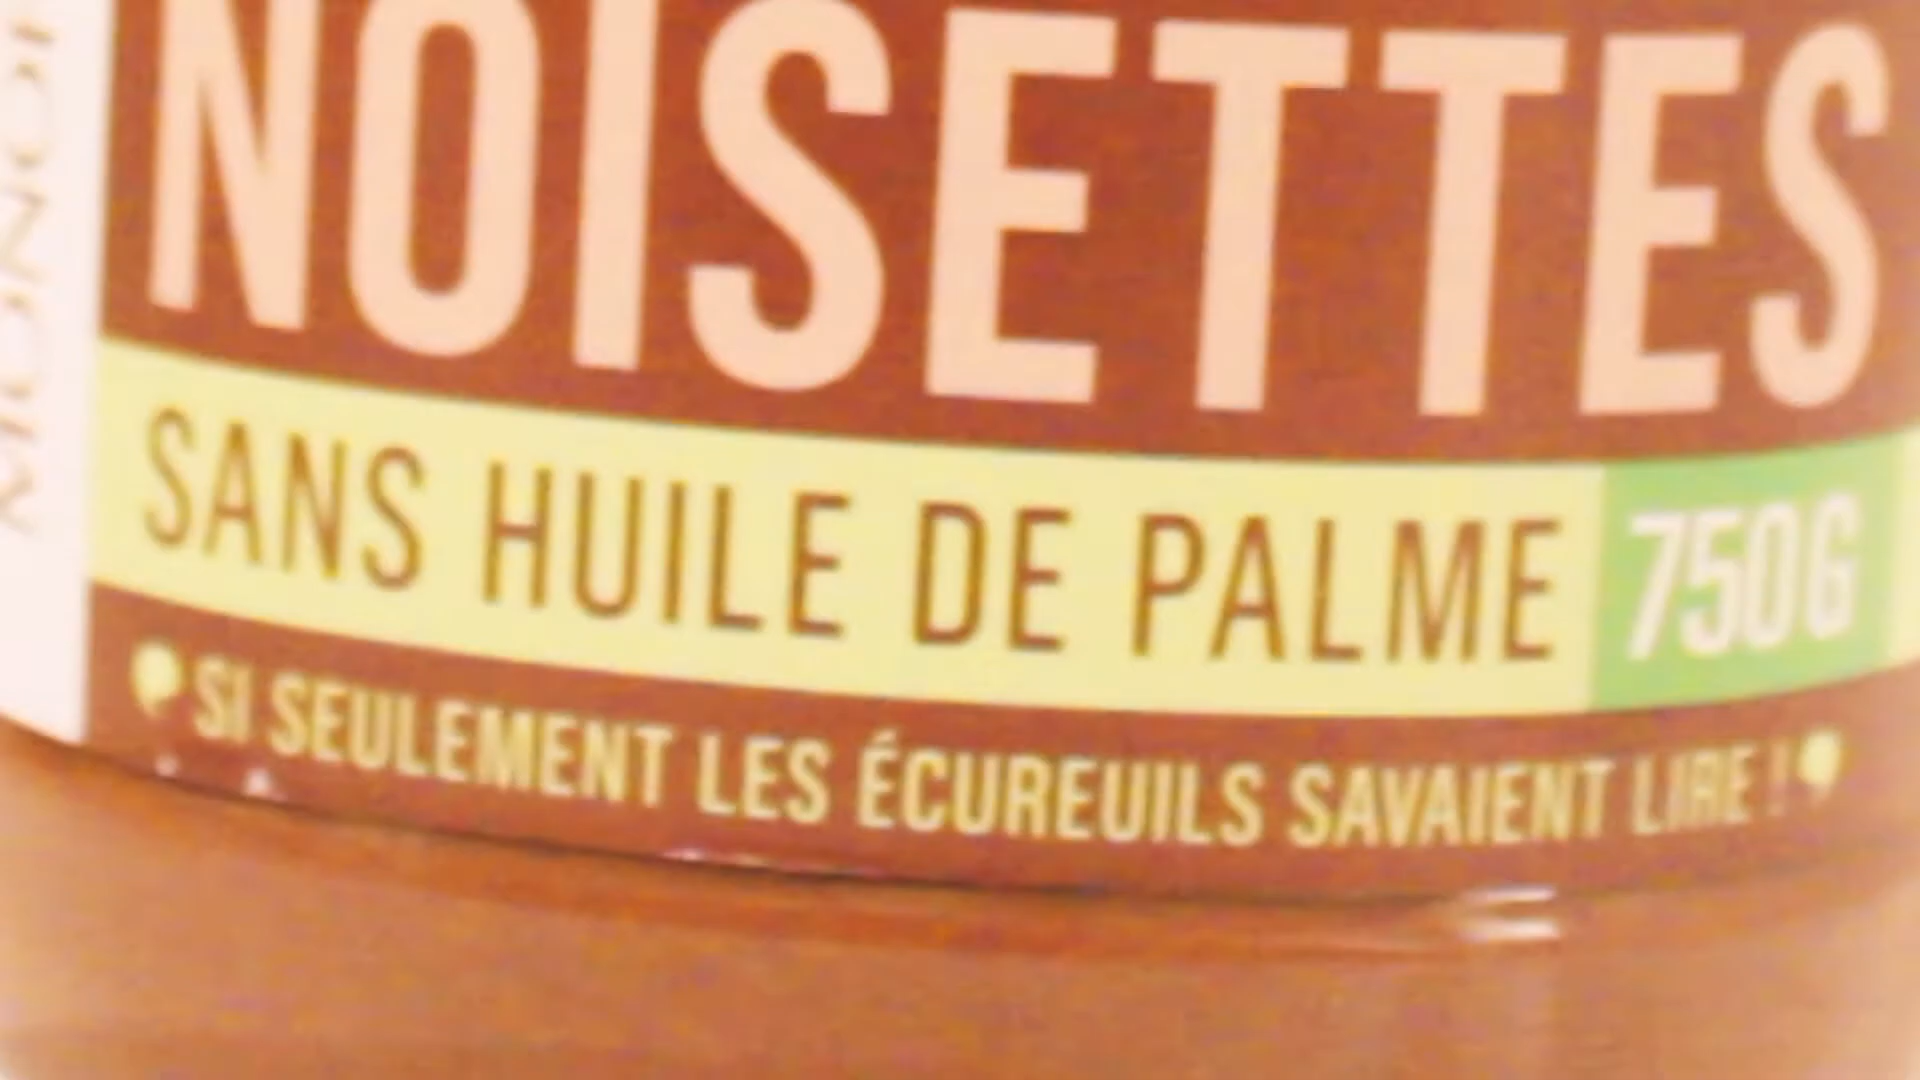 NOISETTES
SANS HUILE DE PALME 750G
SI SEULEMENT LES ÉCUREUILS SAVAIENT LIRE !